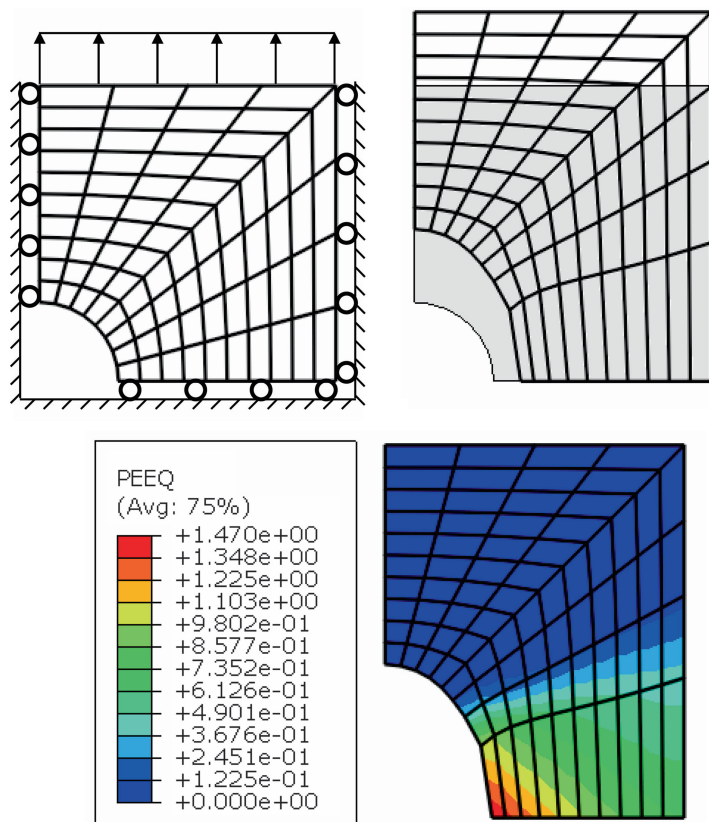 PEEQ
(Avg: 75%)
+1.470e+00
+1.348e+00
+1.225e+00
+1.103e+00
+9.802e-01
+8.577e-01
+7.352e-01
+6.126e-01
+4.901e-01
+3.676e-01
+2.451e-01
+1.225e-01
+0.000e+00